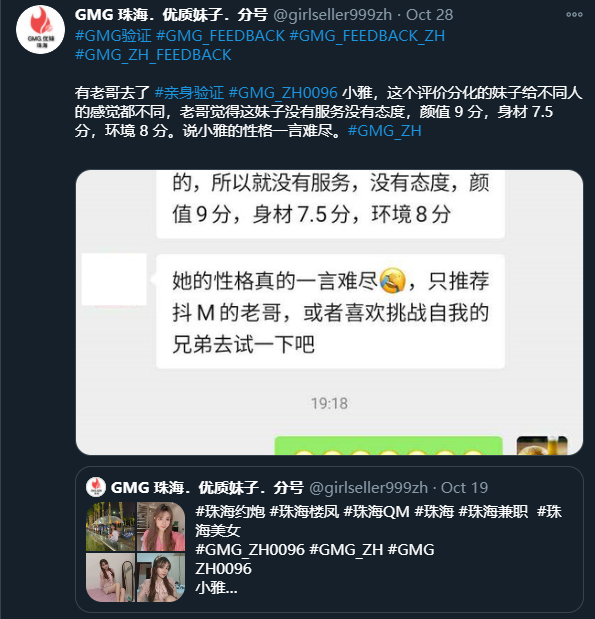 GMG 珠海．优质妹子．分号 @girlseller999zh · Oct 28
#GMG验证 #GMG_FEEDBACK #GMG_FEEDBACK_ZH
#GMG_ZH_FEEDBACK
有老哥去了 #亲身验证 #GMG_ZH0096 小雅，这个评价分化的妹子给不同人
的感觉都不同，老哥觉得这妹子没有服务没有态度，颜值 9 分，身材 7.5
分，环境 8 分。说小雅的性格一言难尽。#GMG_ZH
的，所以就没有服务，没有态度，颜
值9分，身材7.5分，环境8分
她的性格真的一言难尽🤣，只推荐
抖 M 的老哥，或者喜欢挑战自我的
兄弟去试一下吧
19:18
GMG 珠海．优质妹子．分号 @girlseller999zh · Oct 19
#珠海约炮 #珠海楼凤 #珠海QM #珠海 #珠海兼职 #珠
海美女
#GMG_ZH0096 #GMG_ZH #GMG
ZH0096
小雅...